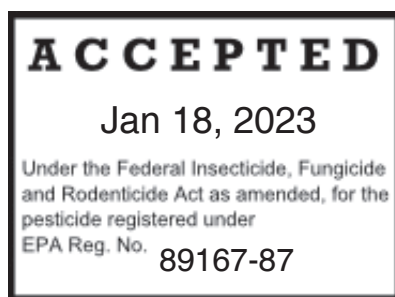 ACCEPTED
Jan 18, 2023
Under the Federal Insecticide, Fungicide
and Rodenticide Act as amended, for the
pesticide registered under
EPA Reg. No. 89167-87